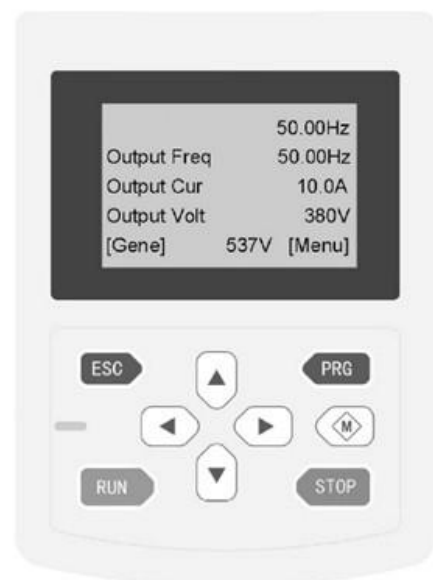 50.00Hz
Output Freq 50.00Hz
Output Cur 10.0A
Output Volt 380V
[Gene] 537V [Menu]
ESC PRG
M
RUN STOP